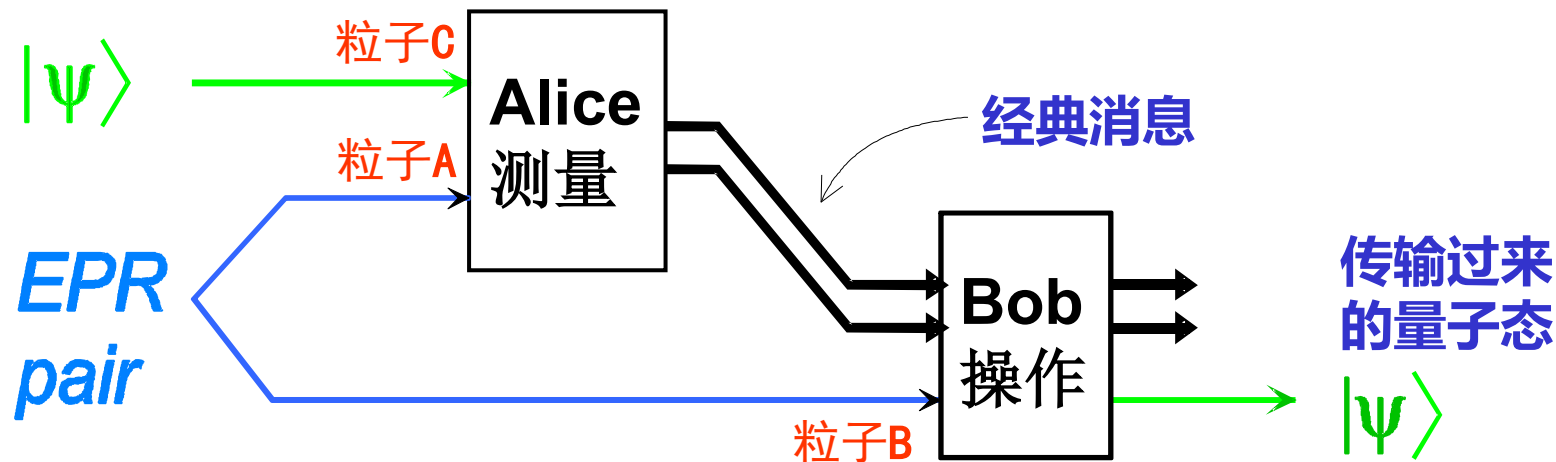 |ψ⟩
粒子C
Alice
测量
粒子A
经典消息
EPR
pair
Bob
操作
粒子B
传输过来
的量子态
|ψ⟩